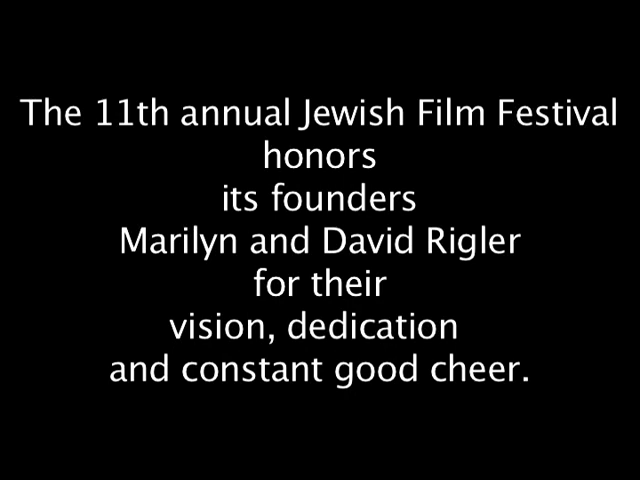 The 11th annual Jewish Film Festival
honors
its founders
Marilyn and David Rigler
for their
vision, dedication
and constant good cheer.